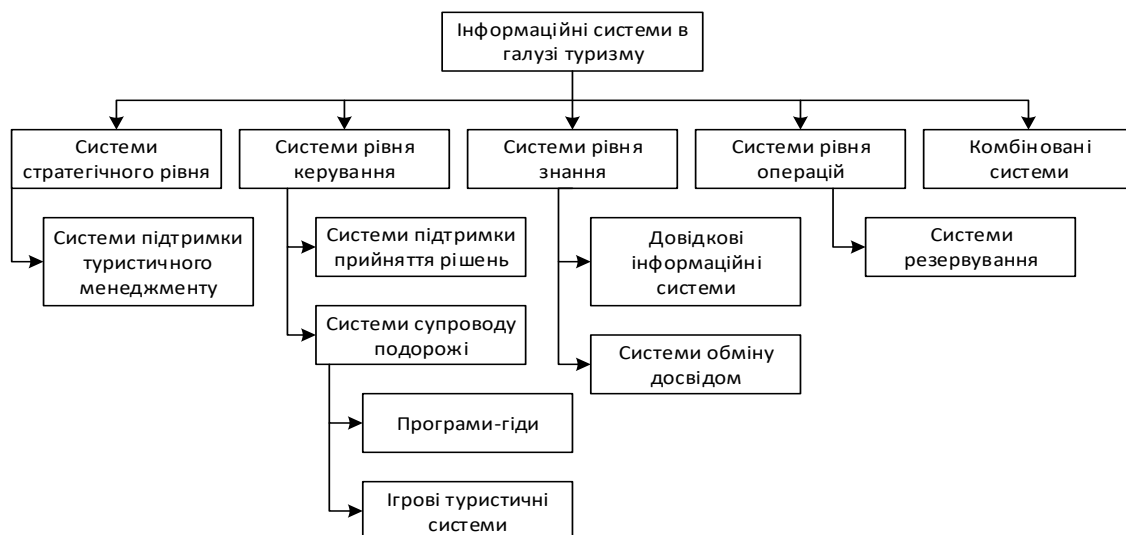 Інформаційні системи в
галузі туризму
Системи
стратегічного рівня
Системи рівня
керування
Системи рівня
знання
Системи рівня
операцій
Комбіновані
системи
Системи підтримки
туристичного
менеджменту
Системи підтримки
прийняття рішень
Довідкові
інформаційні
системи
Системи
резервування
Системи супроводу
подорожі
Системи обміну
досвідом
Програми-гіди
Ігрові туристичні
системи